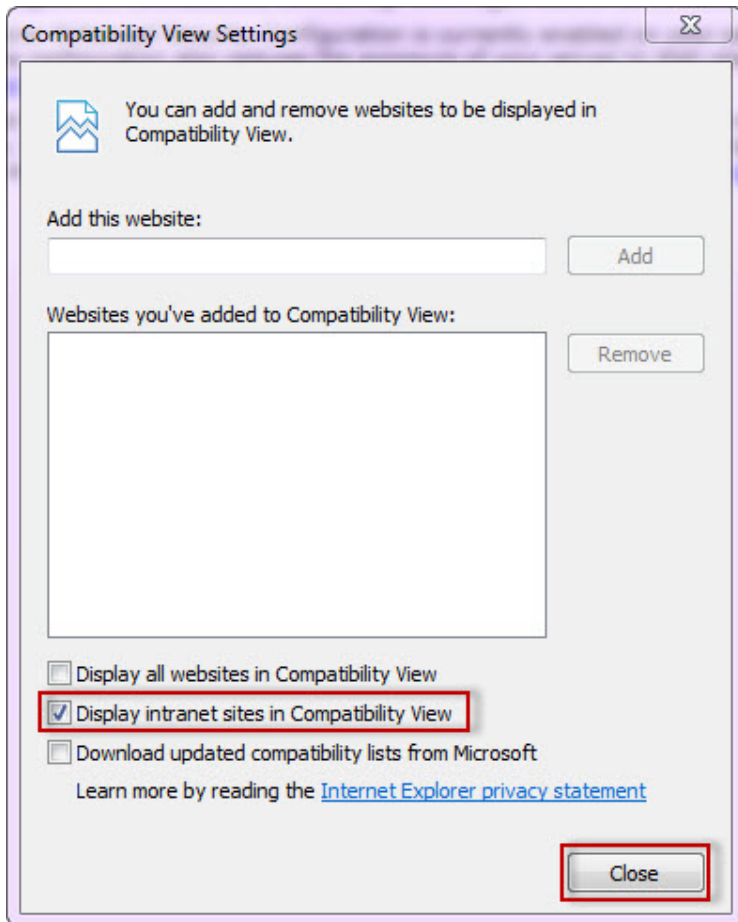 Compatibility View Settings
You can add and remove websites to be displayed in
Compatibility View.
Add this website:
Add
Websites you've added to Compatibility View:
Remove
Display all websites in Compatibility View
Display intranet sites in Compatibility View
Download updated compatibility lists from Microsoft
Learn more by reading the Internet Explorer privacy statement
Close